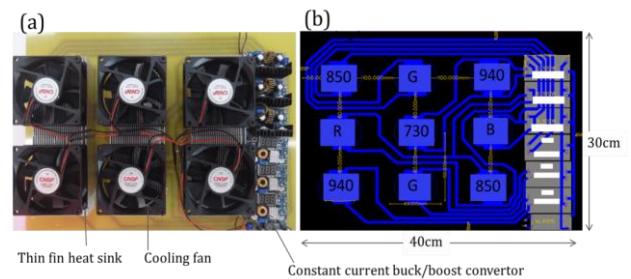 (a)
(b)
850
G
940
R
730
B
940
G
850
30cm
40cm
Thin fin heat sink
Cooling fan
Constant current buck/boost convertor